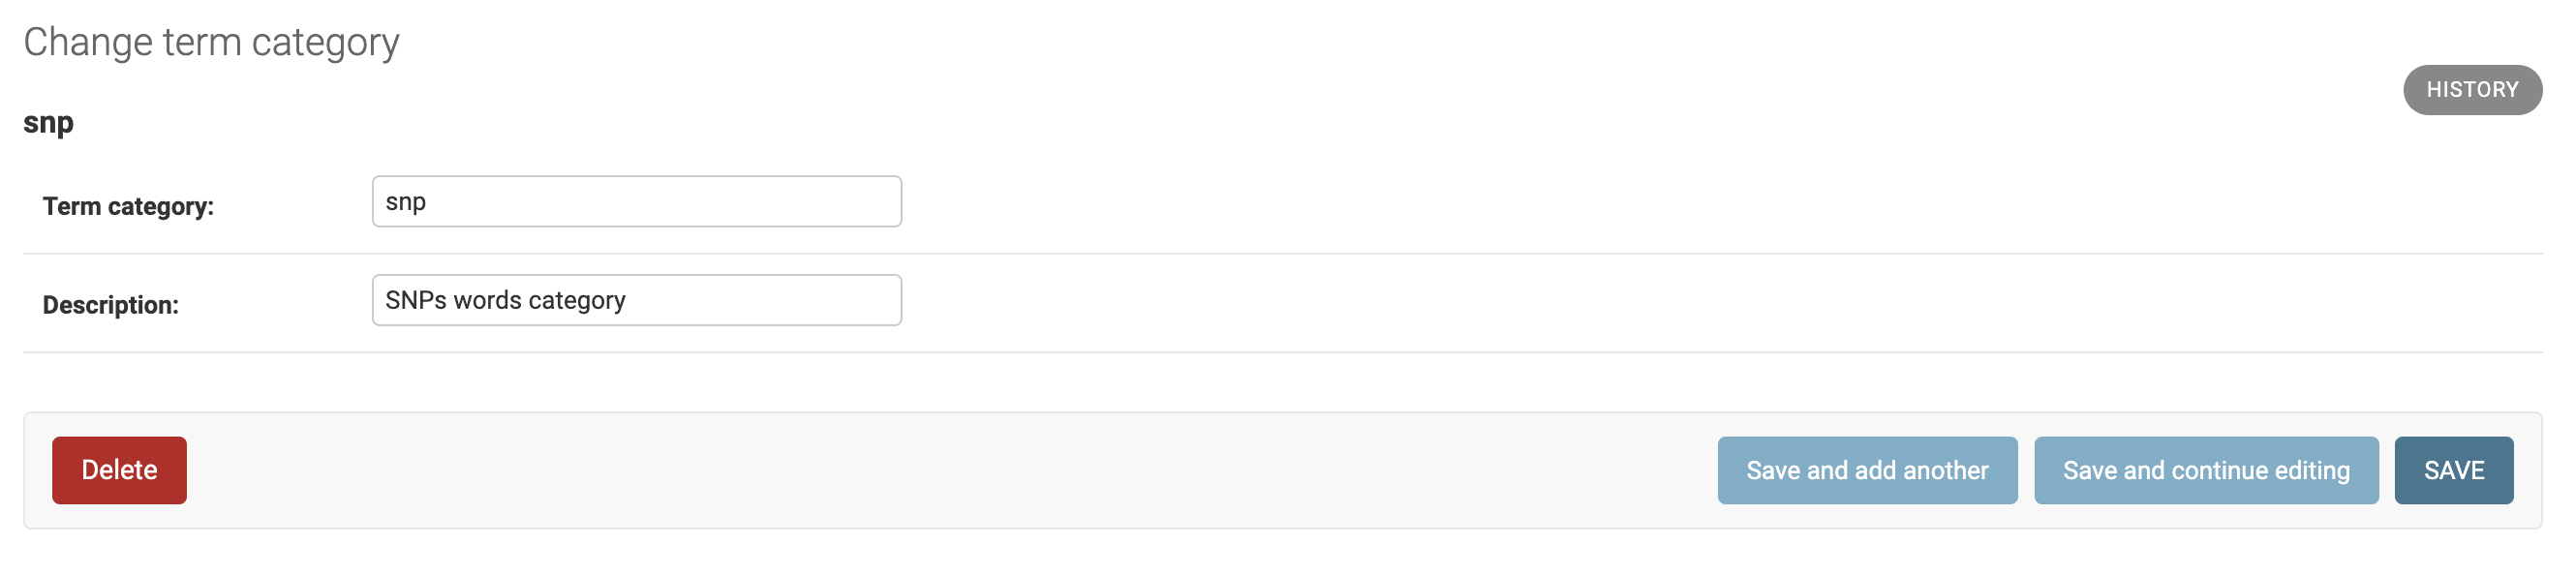 Change term category
HISTORY
snp
Term category: snp
Description: SNPs words category
Delete Save and add another Save and continue editing SAVE